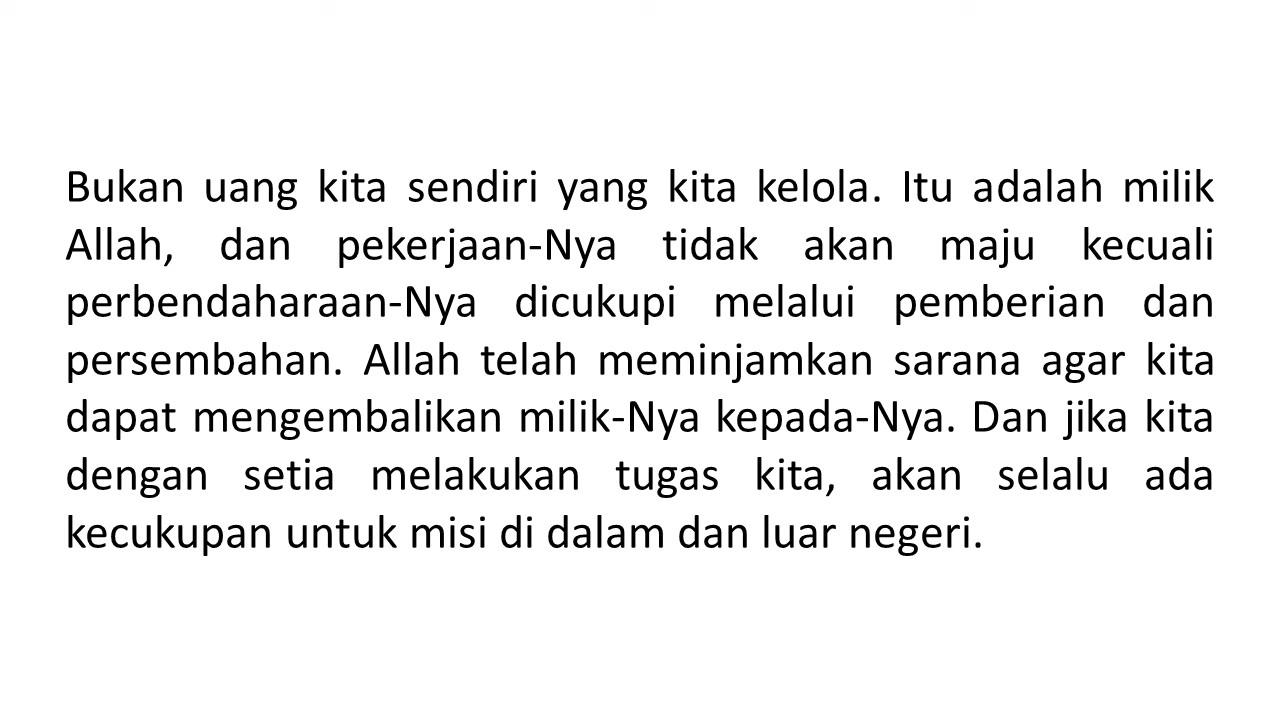 Bukan uang kita sendiri yang kita kelola. Itu adalah milik
Allah, dan pekerjaan-Nya tidak akan maju kecuali
perbendaharaan-Nya dicukupi melalui pemberian dan
persembahan. Allah telah meminjamkan sarana agar kita
dapat mengembalikan milik-Nya kepada-Nya. Dan jika kita
dengan setia melakukan tugas kita, akan selalu ada
kecukupan untuk misi di dalam dan luar negeri.